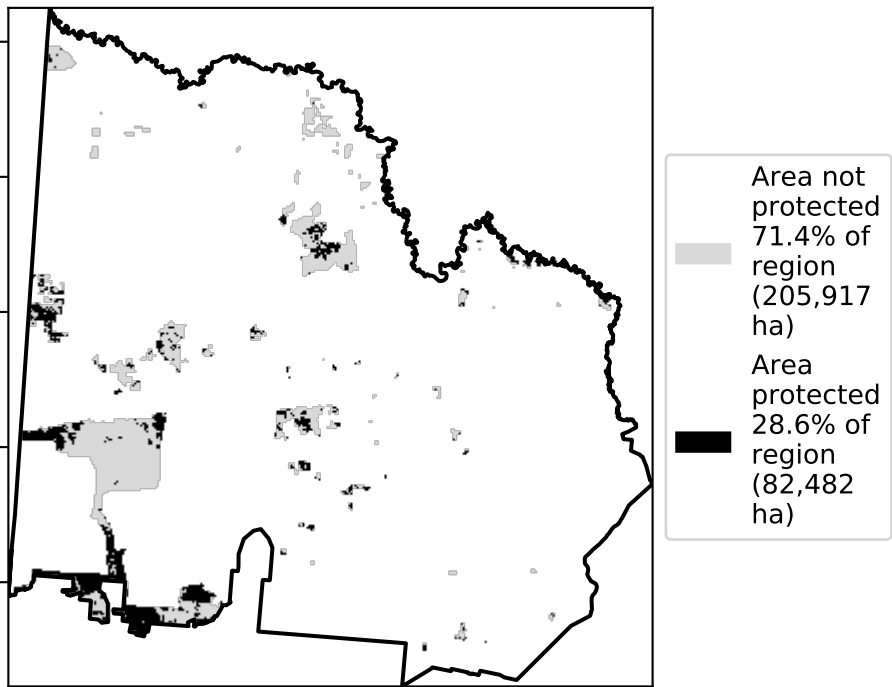 Area not
protected
71.4% of
region
(205,917
ha)
Area
protected
28.6% of
region
(82,482
ha)